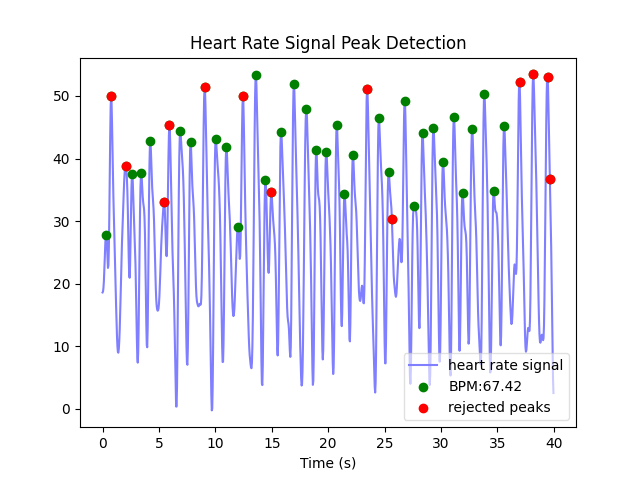 Heart Rate Signal Peak Detection
50
40
30
20
10
0
heart rate signal
BPM:67.42
rejected peaks
0 5 10 15 20 25 30 35 40
Time (s)